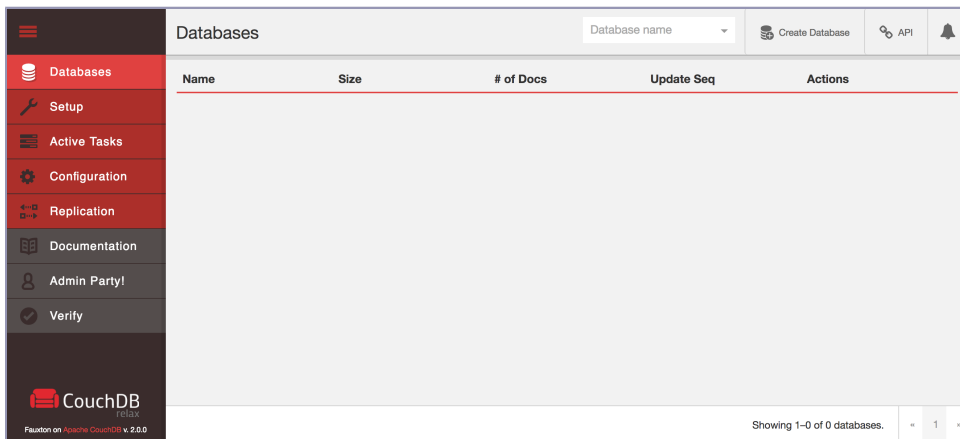 Databases
Database name
Create Database
API
Databases
Setup
Active Tasks
Configuration
Replication
Documentation
Admin Party!
Verify
CouchDB
relax
Fauxton on Apache CouchDB v. 2.0.0
Name Size # of Docs Update Seq Actions
Showing 1–0 of 0 databases.
« 1 »